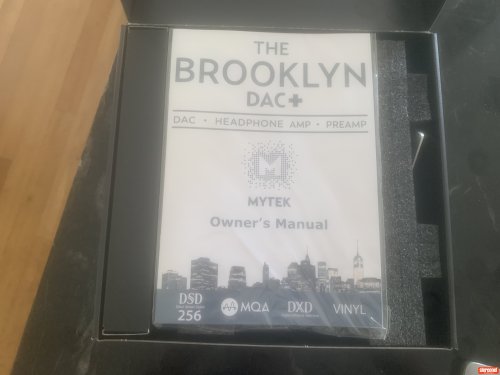 THE
BROOKLYN
DAC+
DAC • HEADPHONE AMP • PREAMP
M
MYTEK
Owner's Manual
DSD
256
MQA
DXD
VINYL